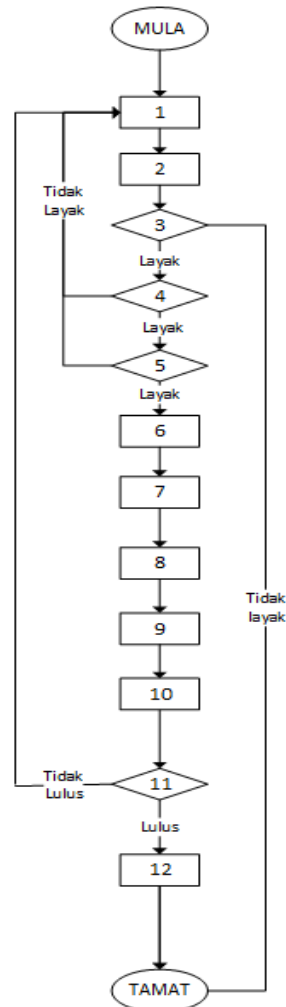 MULA
1
2
Tidak
Layak
3
Layak
4
Layak
5
Layak
6
7
8
Tidak
layak
9
10
Tidak
Lulus
11
Lulus
12
TAMAT